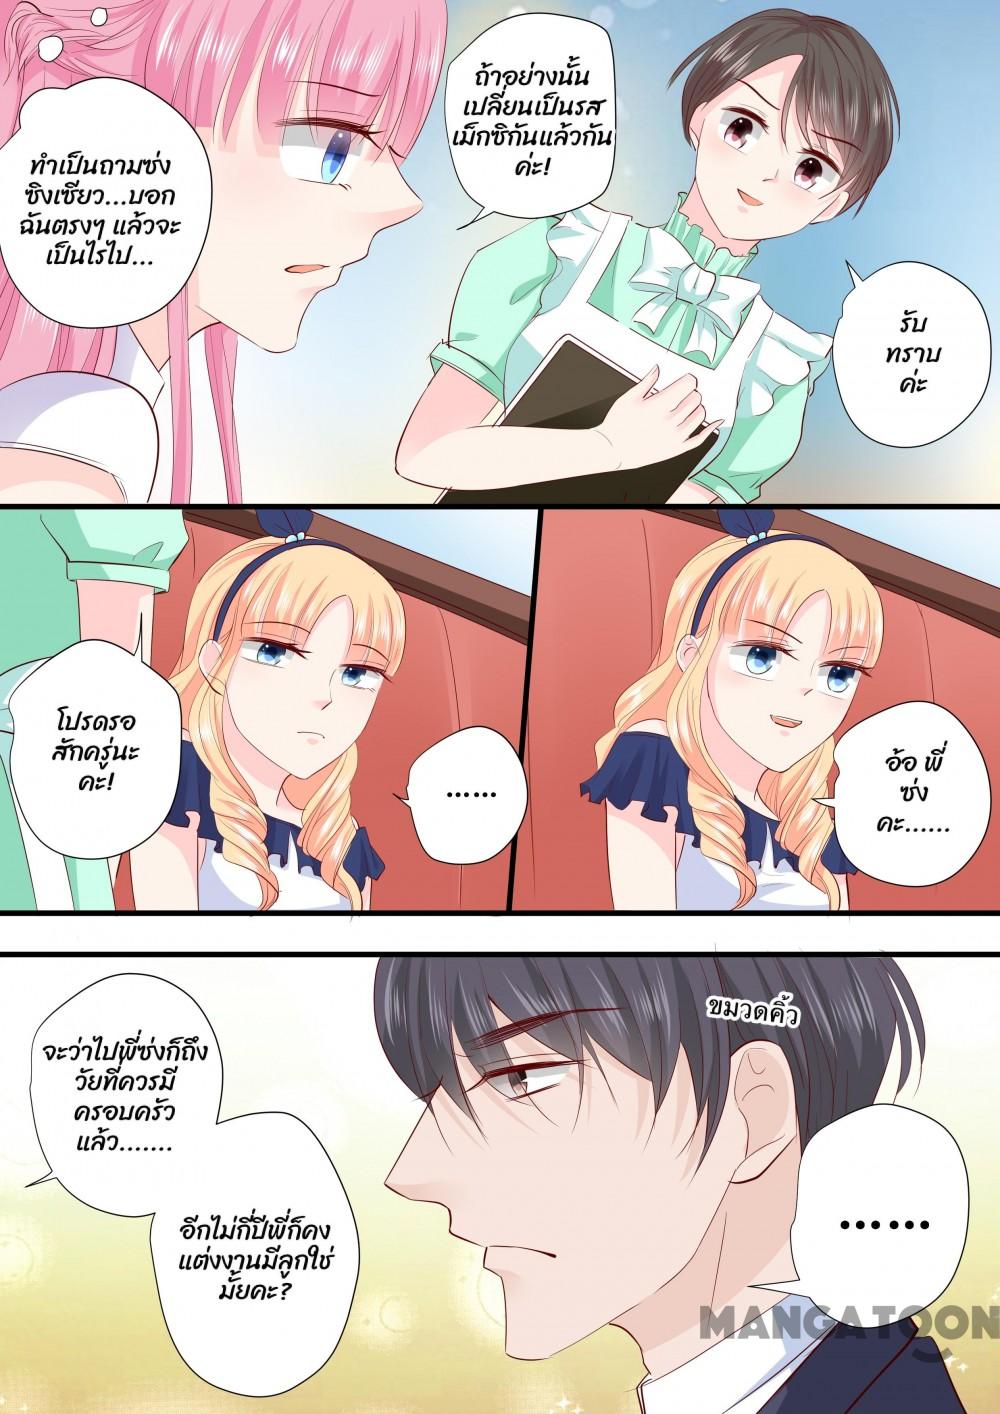 ถ้าอย่างนั้น
เปลี่ยนเป็นรส
เม็กซิกันแล้วกัน
ค่ะ!
ทำเป็นถามซ่ง
ซิงเซียว...บอก
ฉันตรงๆ แล้วจะ
เป็นไรไป...
รับ
ทราบ
ค่ะ
โปรดรอ
สักครู่นะ
คะ!
......
อ้อ พี่
ซ่ง
คะ......
ขมวดคิ้ว
จะว่าไปพี่ซ่งก็ถึง
วัยที่ควรมี
ครอบครัว
แล้ว.......
อีกไม่กี่ปีพี่ก็คง
แต่งงานมีลูกใช่
มั้ยคะ?
......
MANGATOON